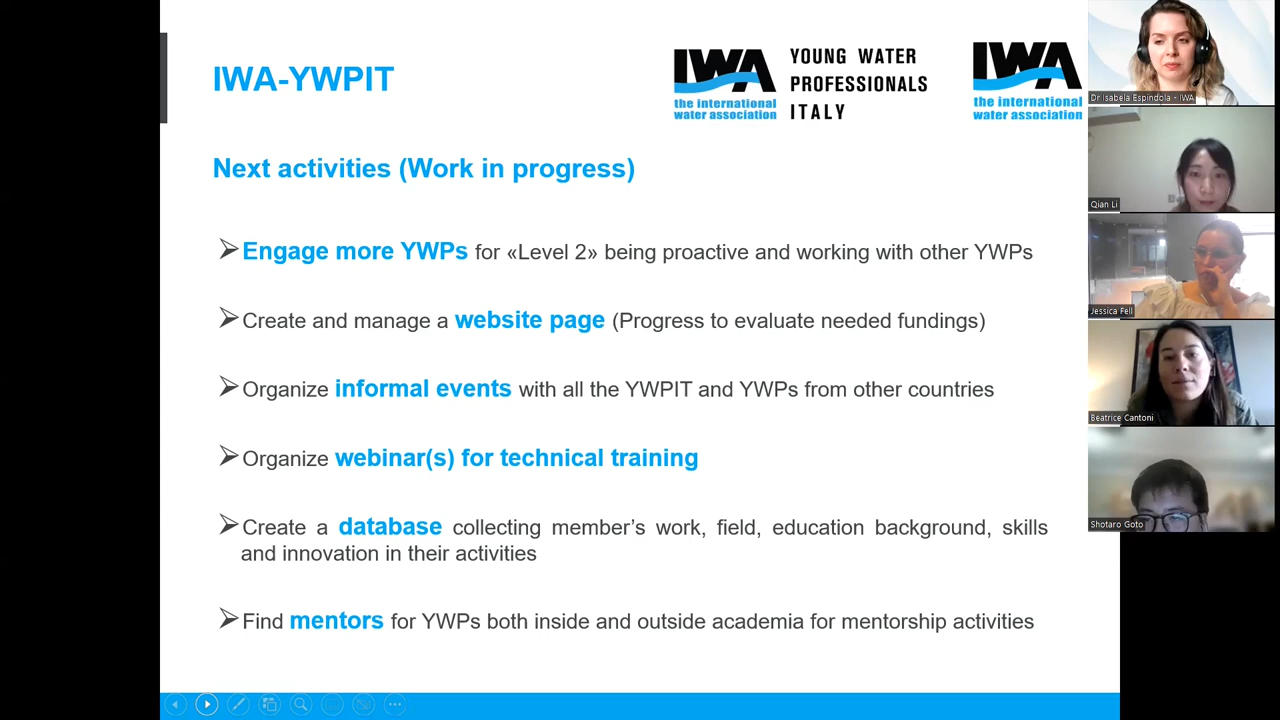 IWA-YWPIT
IWA
the international
water association
YOUNG WATER
PROFESSIONALS
ITALY
IWA
the international
water association
Next activities (Work in progress)
Engage more YWPs for «Level 2» being proactive and working with other YWPs
Create and manage a website page (Progress to evaluate needed fundings)
Organize informal events with all the YWPIT and YWPs from other countries
Organize webinar(s) for technical training
Create a database collecting member's work, field, education background, skills
and innovation in their activities
Find mentors for YWPs both inside and outside academia for mentorship activities
Dr Isabela Espindola - IWA
Qian Li
Jessica Fell
Beatrice Cantoni
Shotaro Goto